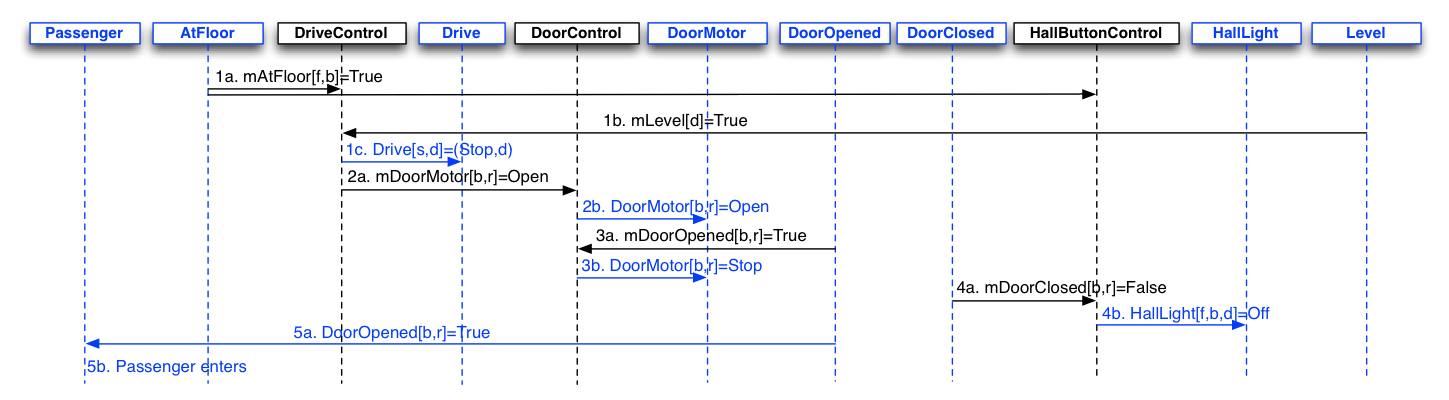 Passenger AtFloor DriveControl Drive DoorControl DoorMotor DoorOpened DoorClosed HallButtonControl HallLight Level
1a. mAtFloor[f,b]=True
1b. mLevel[d]=True
1c. Drive[s,d]=(Stop,d)
2a. mDoorMotor[b,r]=Open
2b. DoorMotor[b,r]=Open
3a. mDoorOpened[b,r]=True
3b. DoorMotor[b,r]=Stop
4a. mDoorClosed[b,r]=False
4b. HallLight[f,b,d]=Off
5a. DoorOpened[b,r]=True
5b. Passenger enters